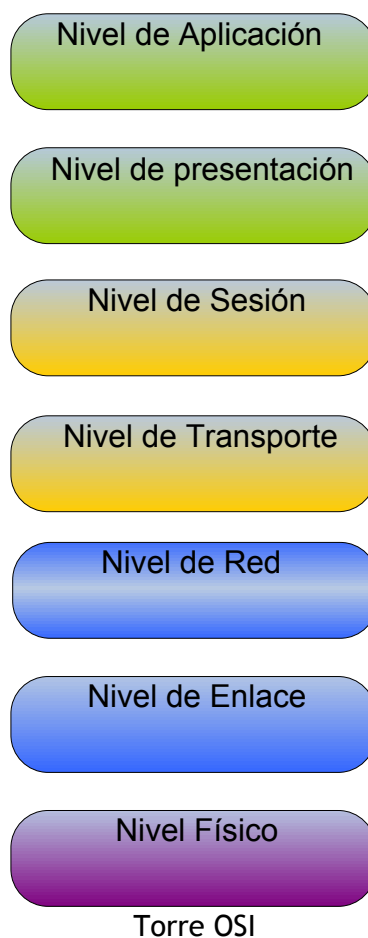 Nivel de Aplicación
Nivel de presentación
Nivel de Sesión
Nivel de Transporte
Nivel de Red
Nivel de Enlace
Nivel Físico
Torre OSI